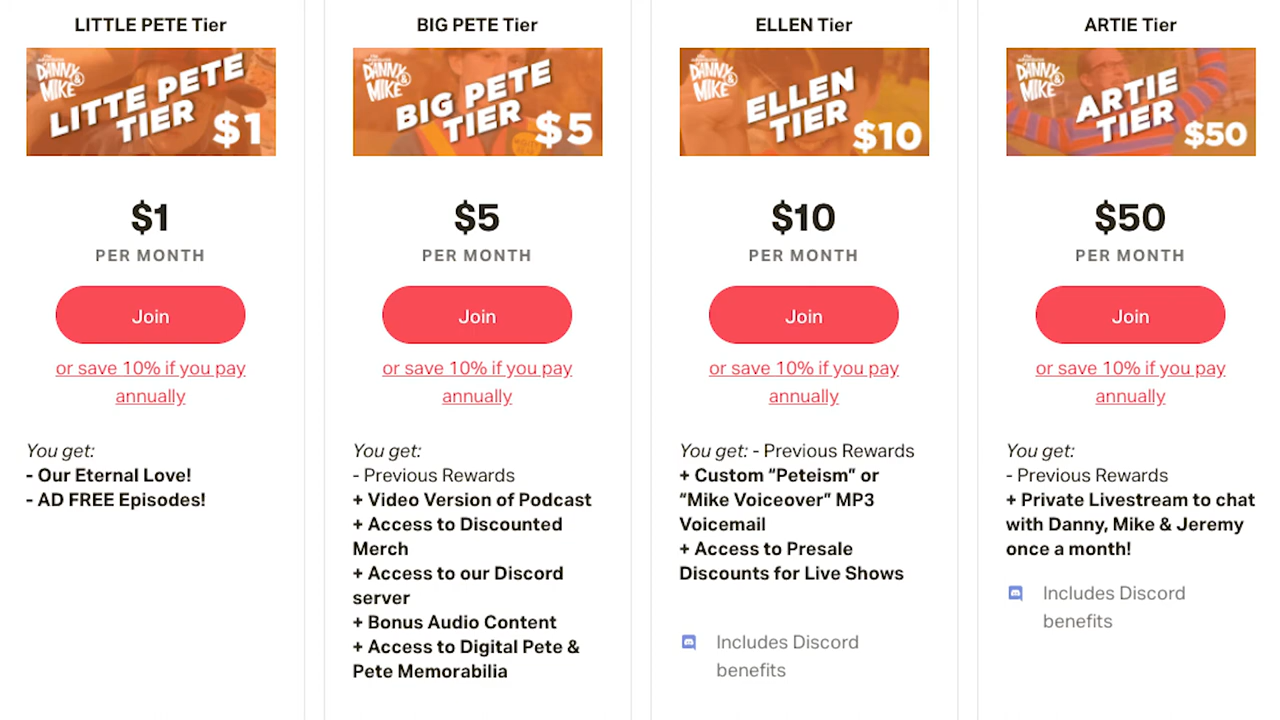 LITTLE PETE Tier
DANNY
&
MIKE
LITTE PETE
TIER
$1
$1
PER MONTH
Join
or save 10% if you pay
annually
You get:
- Our Eternal Love!
- AD FREE Episodes!
BIG PETE Tier
DANNY
&
MIKE
BIG PETE
TIER
$5
$5
PER MONTH
Join
or save 10% if you pay
annually
You get:
- Previous Rewards
+ Video Version of Podcast
+ Access to Discounted
Merch
+ Access to our Discord
server
+ Bonus Audio Content
+ Access to Digital Pete &
Pete Memorabilia
ELLEN Tier
DANNY
&
MIKE
ELLEN
TIER
$10
$10
PER MONTH
Join
or save 10% if you pay
annually
You get: - Previous Rewards
+ Custom “Peteism” or
“Mike Voiceover” MP3
Voicemail
+ Access to Presale
Discounts for Live Shows
Includes Discord
benefits
ARTIE Tier
DANNY
&
MIKE
ARTIE
TIER
$50
$50
PER MONTH
Join
or save 10% if you pay
annually
You get:
- Previous Rewards
+ Private Livestream to chat
with Danny, Mike & Jeremy
once a month!
Includes Discord
benefits